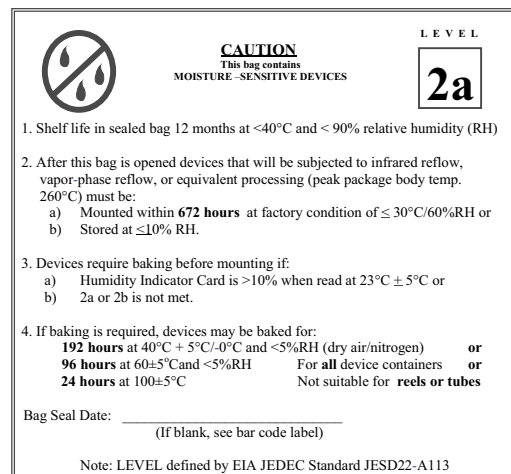 LEVEL
CAUTION
This bag contains
MOISTURE –SENSITIVE DEVICES
2a
1. Shelf life in sealed bag 12 months at <40°C and < 90% relative humidity (RH)
2. After this bag is opened devices that will be subjected to infrared reflow,
vapor-phase reflow, or equivalent processing (peak package body temp.
260°C) must be:
a) Mounted within 672 hours at factory condition of ≤ 30°C/60%RH or
b) Stored at ≤10% RH.
3. Devices require baking before mounting if:
a) Humidity Indicator Card is >10% when read at 23°C ± 5°C or
b) 2a or 2b is not met.
4. If baking is required, devices may be baked for:
192 hours at 40°C + 5°C/-0°C and <5%RH (dry air/nitrogen) or
96 hours at 60±5°Cand <5%RH For all device containers or
24 hours at 100±5°C Not suitable for reels or tubes
Bag Seal Date: ________________________________
(If blank, see bar code label)
Note: LEVEL defined by EIA JEDEC Standard JESD22-A113